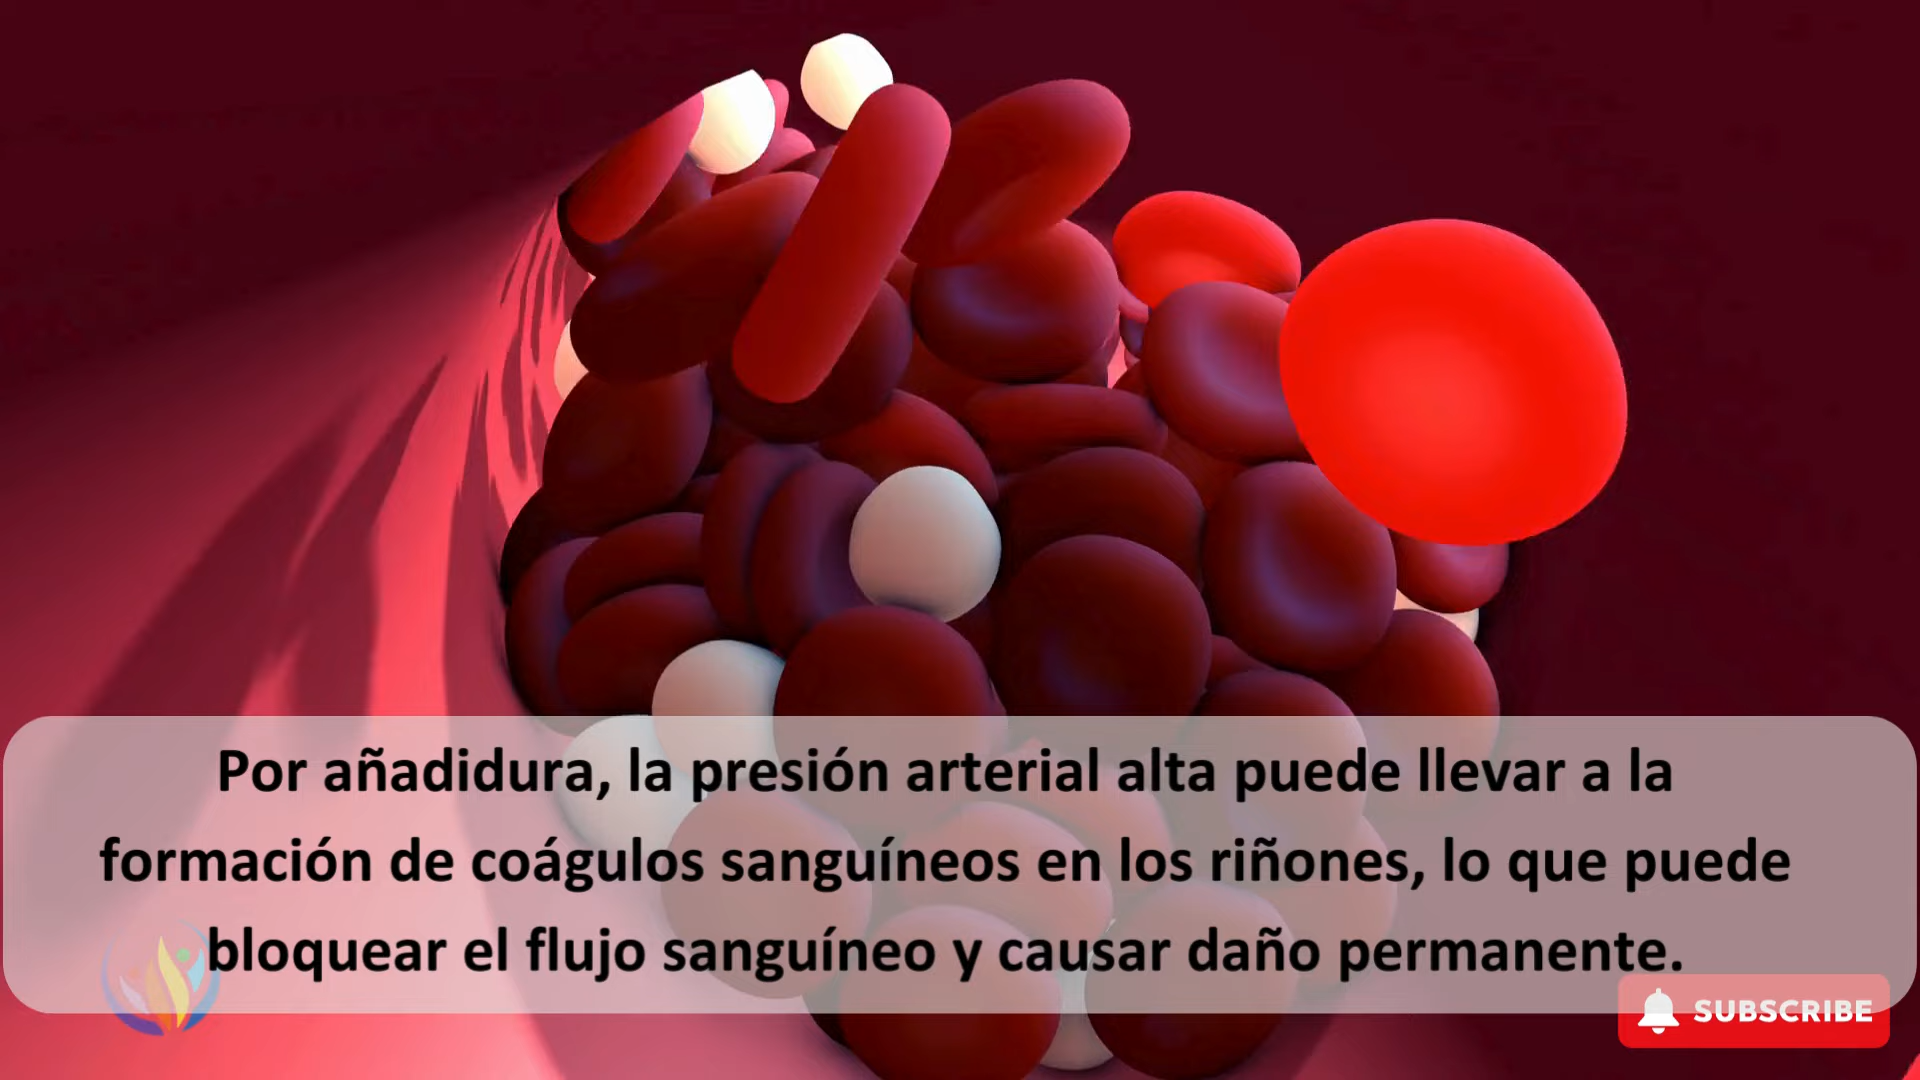 Por añadidura, la presión arterial alta puede llevar a la
formación de coágulos sanguíneos en los riñones, lo que puede
bloquear el flujo sanguíneo y causar daño permanente.
SUBSCRIBE